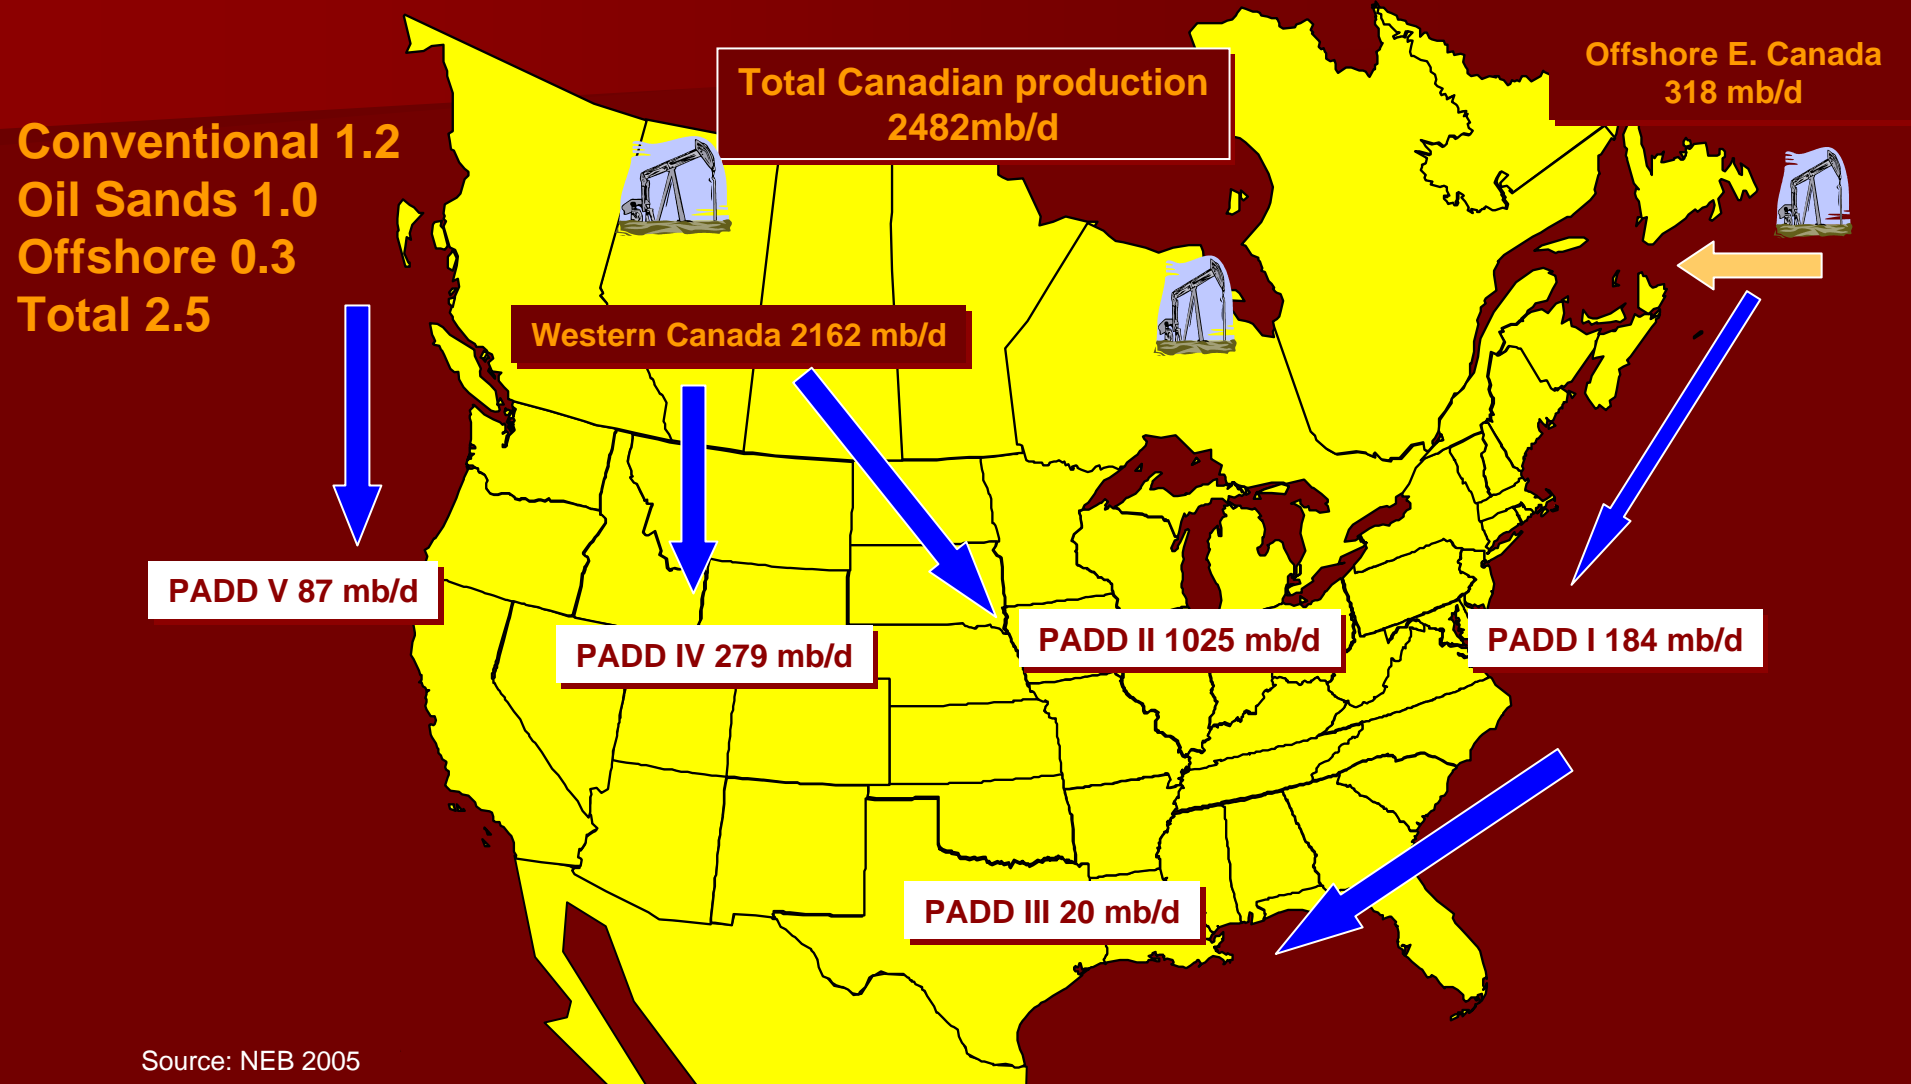 Total Canadian production
2482mb/d
Offshore E. Canada
318 mb/d
Conventional 1.2
Oil Sands 1.0
Offshore 0.3
Total 2.5
Western Canada 2162 mb/d
PADD V 87 mb/d
PADD IV 279 mb/d
PADD II 1025 mb/d
PADD I 184 mb/d
PADD III 20 mb/d
Source: NEB 2005